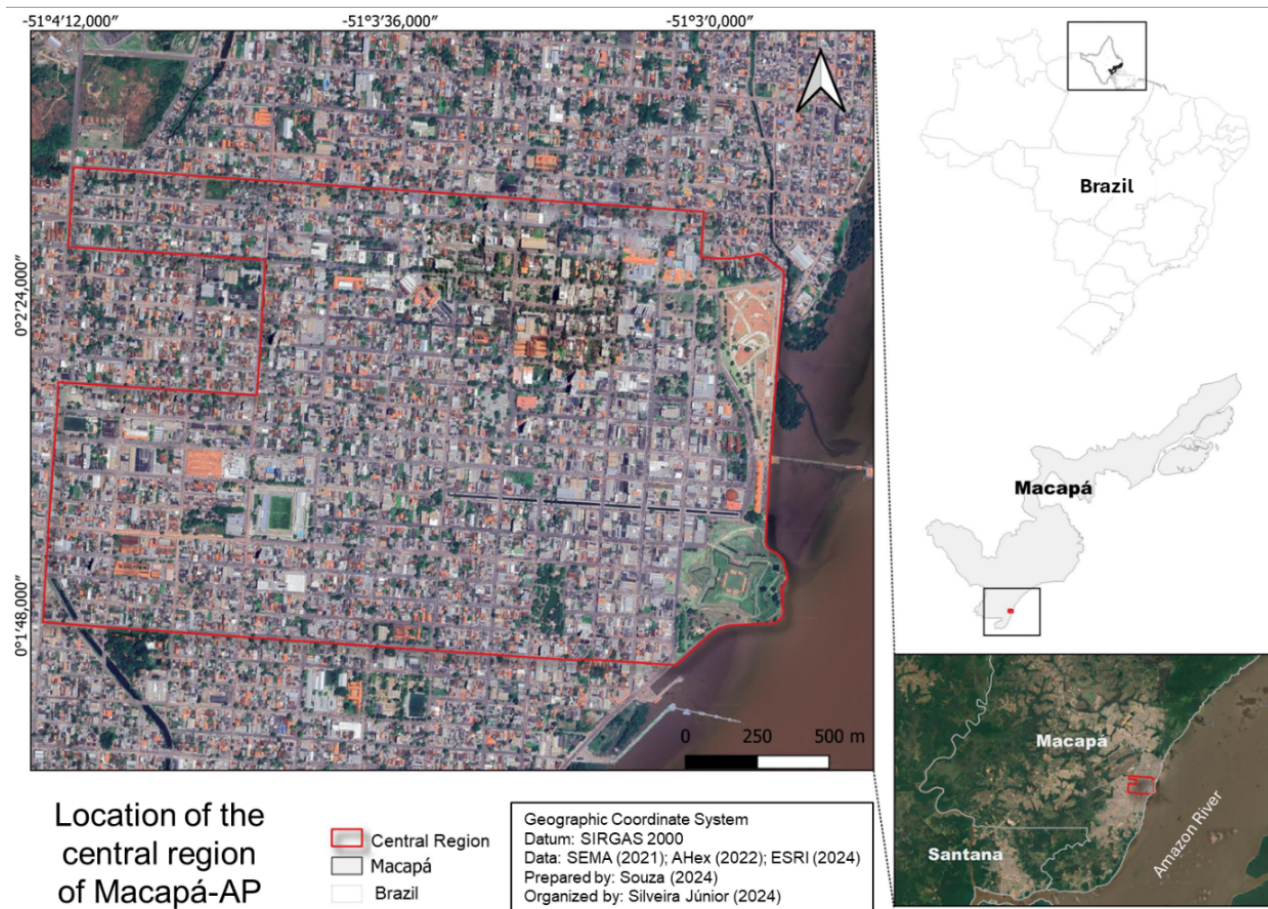 -51°4'12,000"
-51°3'36,000"
-51°3'0,000"
0°2'24,000"
0°1'48,000"
0 250 500 m
Brazil
Macapá
Macapá
Santana
Amazon River
Location of the
central region
of Macapá-AP
Central Region
Macapá
Brazil
Geographic Coordinate System
Datum: SIRGAS 2000
Data: SEMA (2021); AHex (2022); ESRI (2024)
Prepared by: Souza (2024)
Organized by: Silveira Júnior (2024)